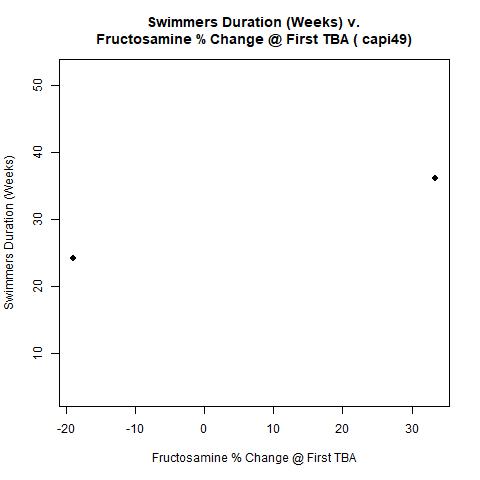 Swimmers Duration (Weeks) v.
Fructosamine % Change @ First TBA ( capi49)
Swimmers Duration (Weeks)
50
40
30
20
10
-20 -10 0 10 20 30
Fructosamine % Change @ First TBA